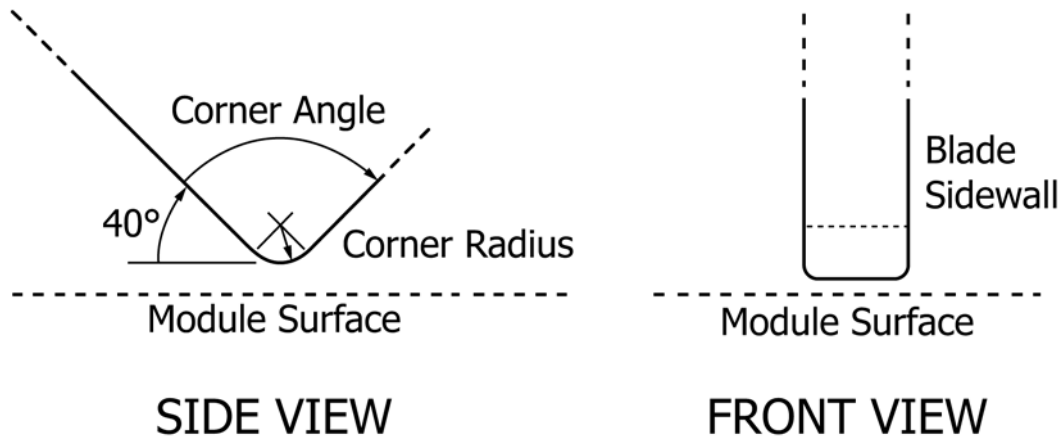 Corner Angle
40°
Corner Radius
Module Surface
SIDE VIEW
Blade
Sidewall
Module Surface
FRONT VIEW